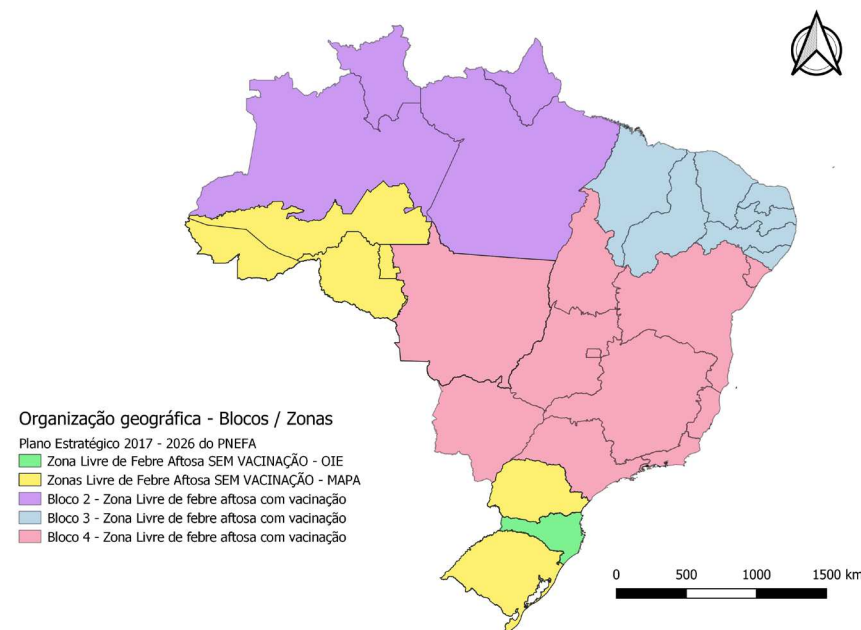 Organização geográfica - Blocos / Zonas
Plano Estratégico 2017 - 2026 do PNEFA
Zona Livre de Febre Aftosa SEM VACINAÇÃO - OIE
Zonas Livre de Febre Aftosa SEM VACINAÇÃO - MAPA
Bloco 2 - Zona Livre de febre aftosa com vacinação
Bloco 3 - Zona Livre de febre aftosa com vacinação
Bloco 4 - Zona Livre de febre aftosa com vacinação
0 500 1000 1500 km